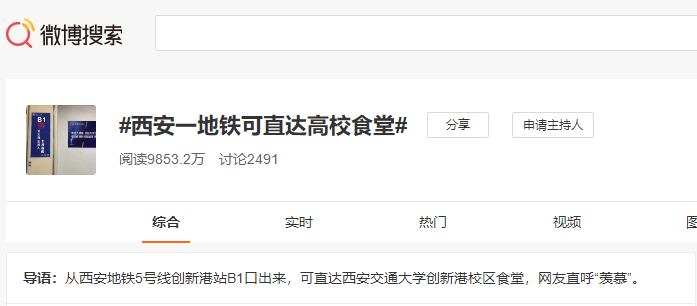 微博搜索
#西安一地铁可直达高校食堂#
分享
申请主持人
阅读9853.2万 讨论2491
综合
实时
热门
视频
导语：从西安地铁5号线创新港站B1口出来，可直达西安交通大学创新港校区食堂，网友直呼“羡慕”。
B1